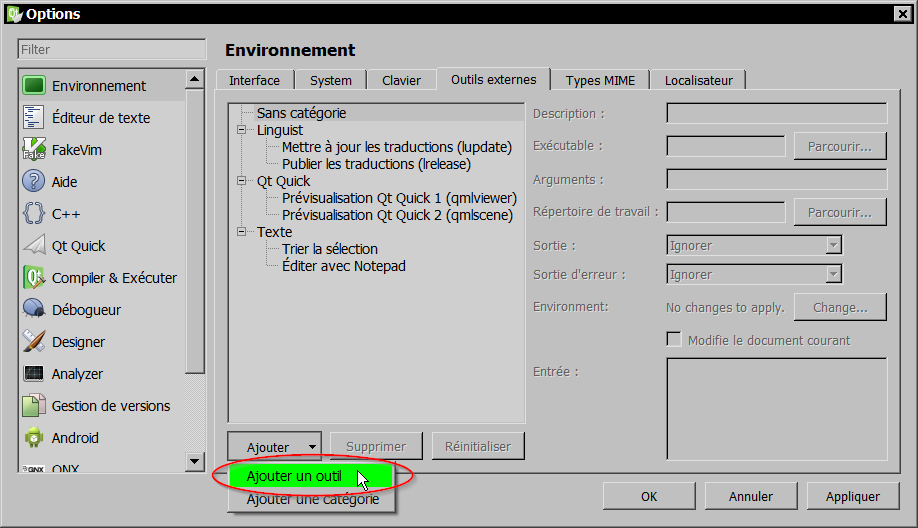 Options
Filter
Environnement
Éditeur de texte
FakeVim
Aide
C++
Qt Quick
Compiler & Exécuter
Débogueur
Designer
Analyzer
Gestion de versions
Android
QNX
Environnement
Interface System Clavier Outils externes Types MIME Localisateur
Sans catégorie
Linguist
Mettre à jour les traductions (lupdate)
Publier les traductions (lrelease)
Qt Quick
Prévisualisation Qt Quick 1 (qmlviewer)
Prévisualisation Qt Quick 2 (qmlscene)
Texte
Trier la sélection
Éditer avec Notepad
Ajouter Supprimer Réinitialiser
Ajouter un outil
Ajouter une catégorie
Description :
Exécutable : Parcourir...
Arguments :
Répertoire de travail : Parcourir...
Sortie : Ignorer
Sortie d'erreur : Ignorer
Environment: No changes to apply. Change...
Modifie le document courant
Entrée :
OK Annuler Appliquer